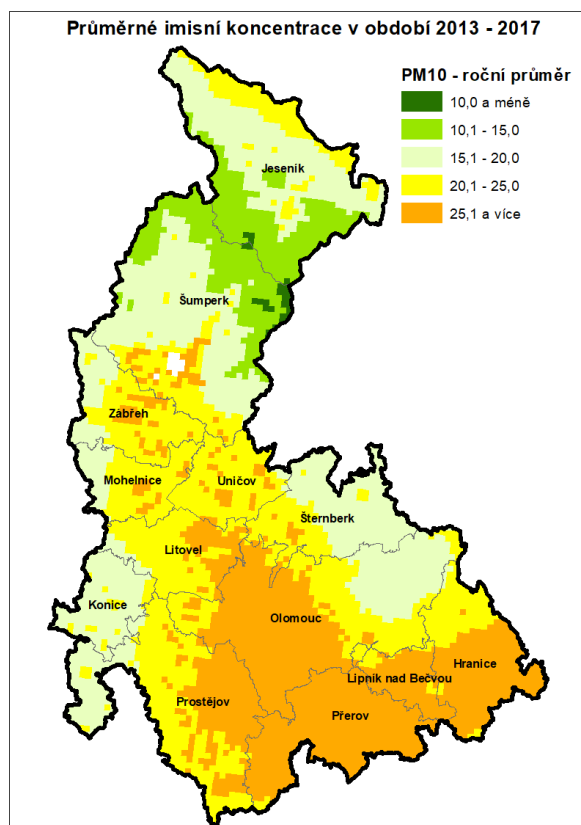 Průměrné imisní koncentrace v období 2013 - 2017
PM10 - roční průměr
10,0 a méně
10,1 - 15,0
15,1 - 20,0
20,1 - 25,0
25,1 a více
Jeseník
Šumperk
Zábřeh
Mohelnice
Uničov
Šternberk
Litovel
Konice
Olomouc
Hranice
Lipník nad Bečvou
Prostějov
Přerov